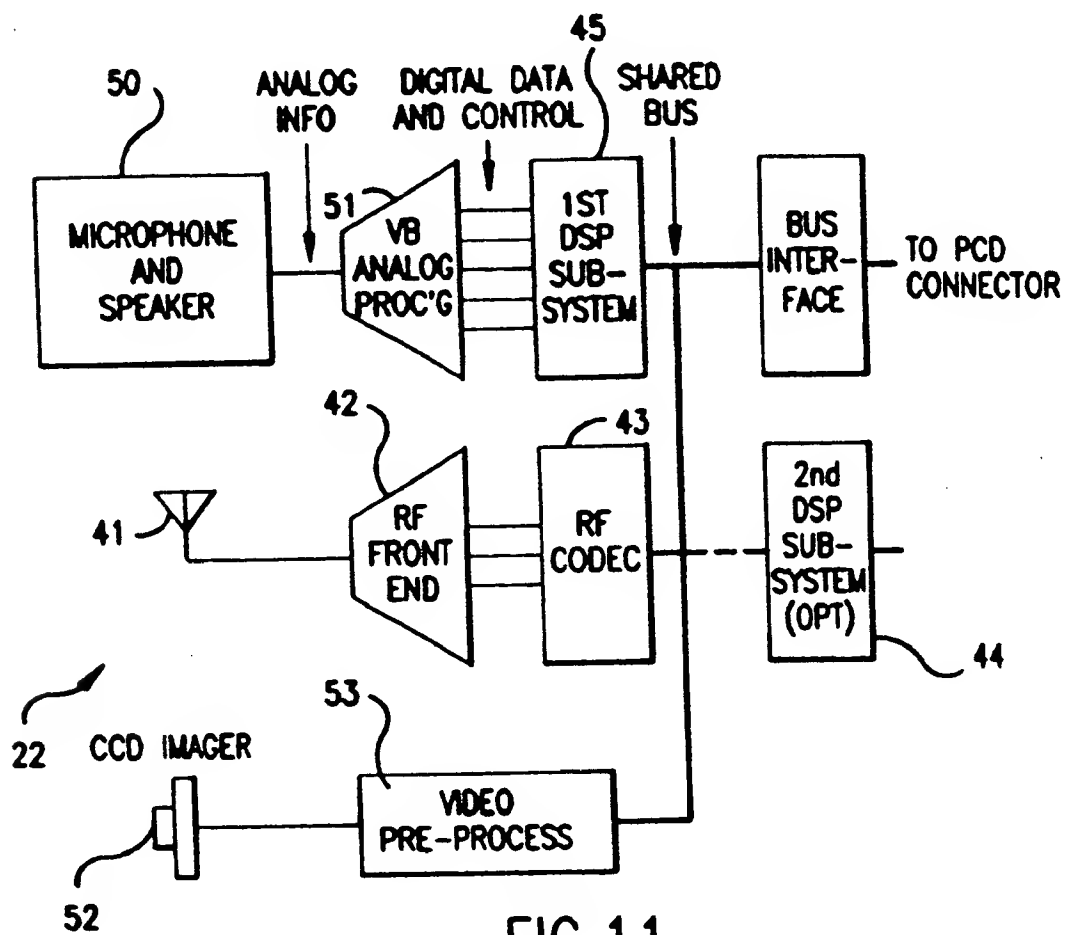 45
50
ANALOG
INFO
DIGITAL DATA
AND CONTROL
SHARED
BUS
MICROPHONE
AND
SPEAKER
51
VB
ANALOG
PROC'G
1ST
DSP
SUB-
SYSTEM
BUS
INTER-
FACE
TO PCD
CONNECTOR
42
43
41
RF
FRONT
END
RF
CODEC
2nd
DSP
SUB-
SYSTEM
(OPT)
44
22
53
CCD IMAGER
VIDEO
PRE-PROCESS
52
FIG.11